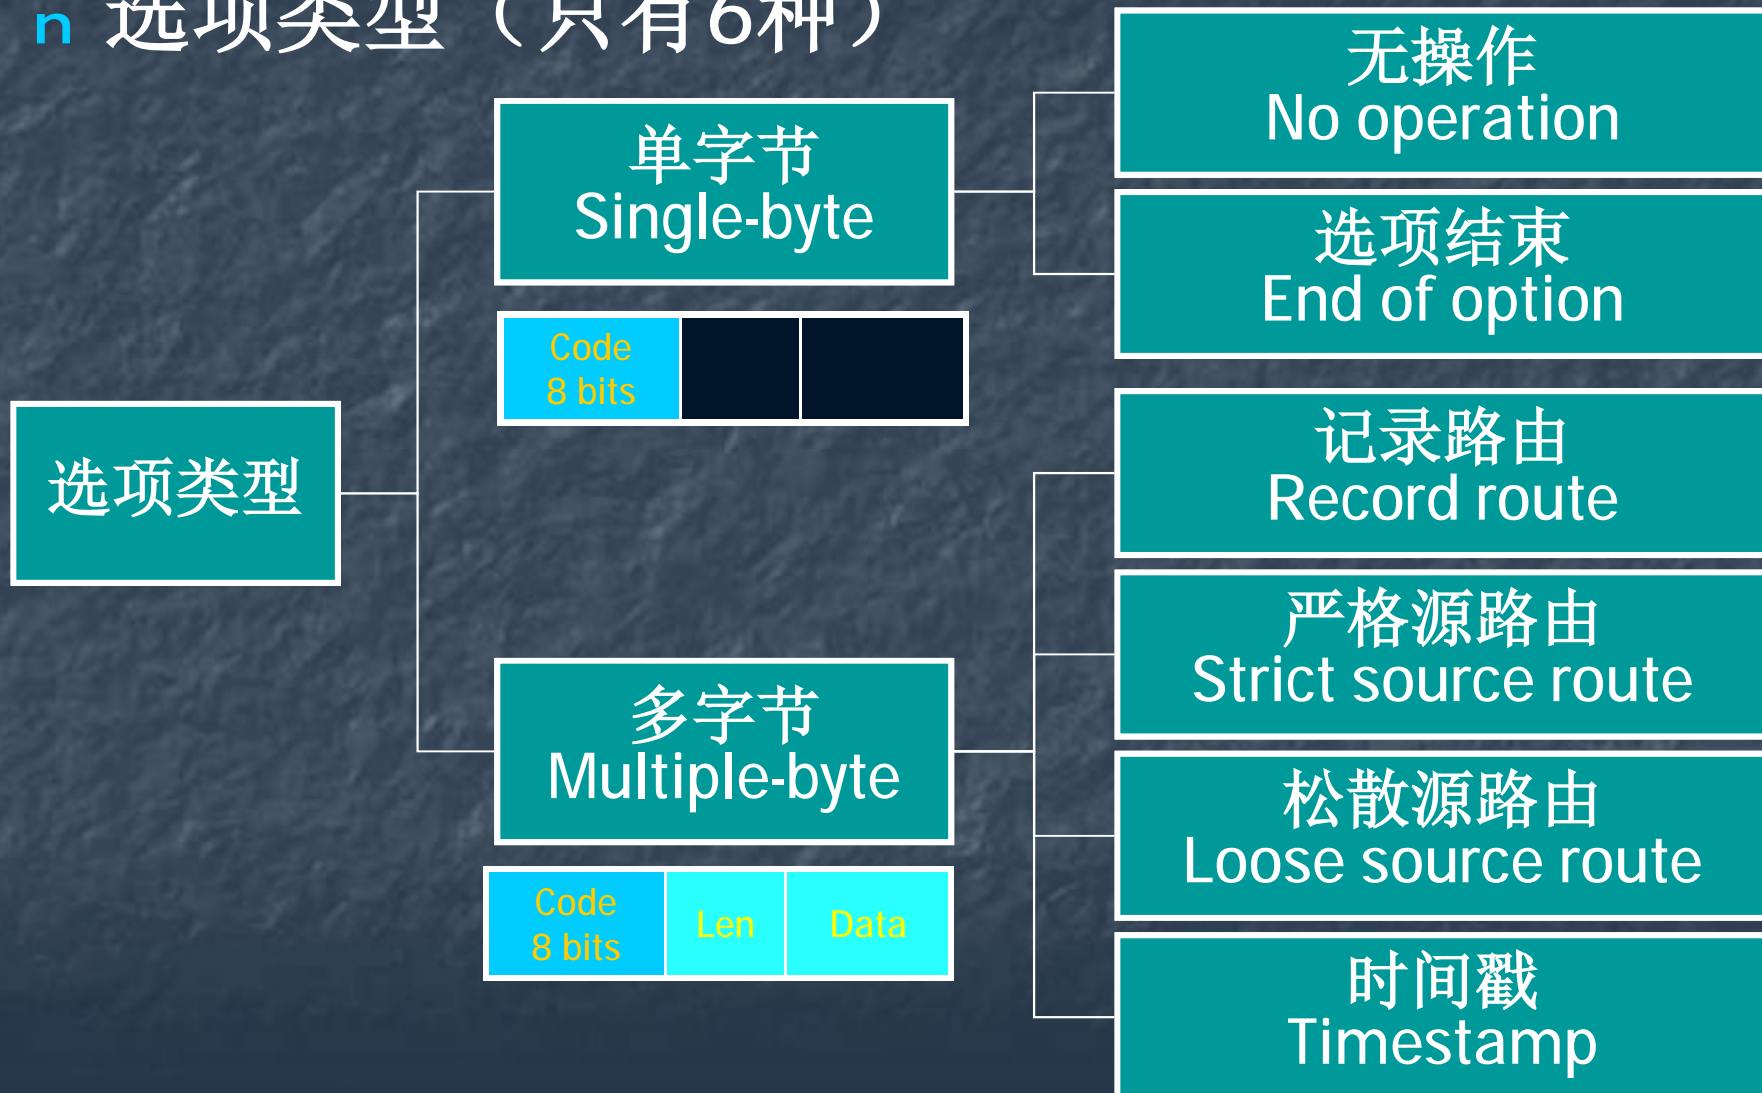 n 选项类型（只有6种）
无操作
No operation
单字节
Single-byte
选项结束
End of option
Code
8 bits
选项类型
记录路由
Record route
严格源路由
Strict source route
多字节
Multiple-byte
松散源路由
Loose source route
Code
8 bits
Len
Data
时间戳
Timestamp